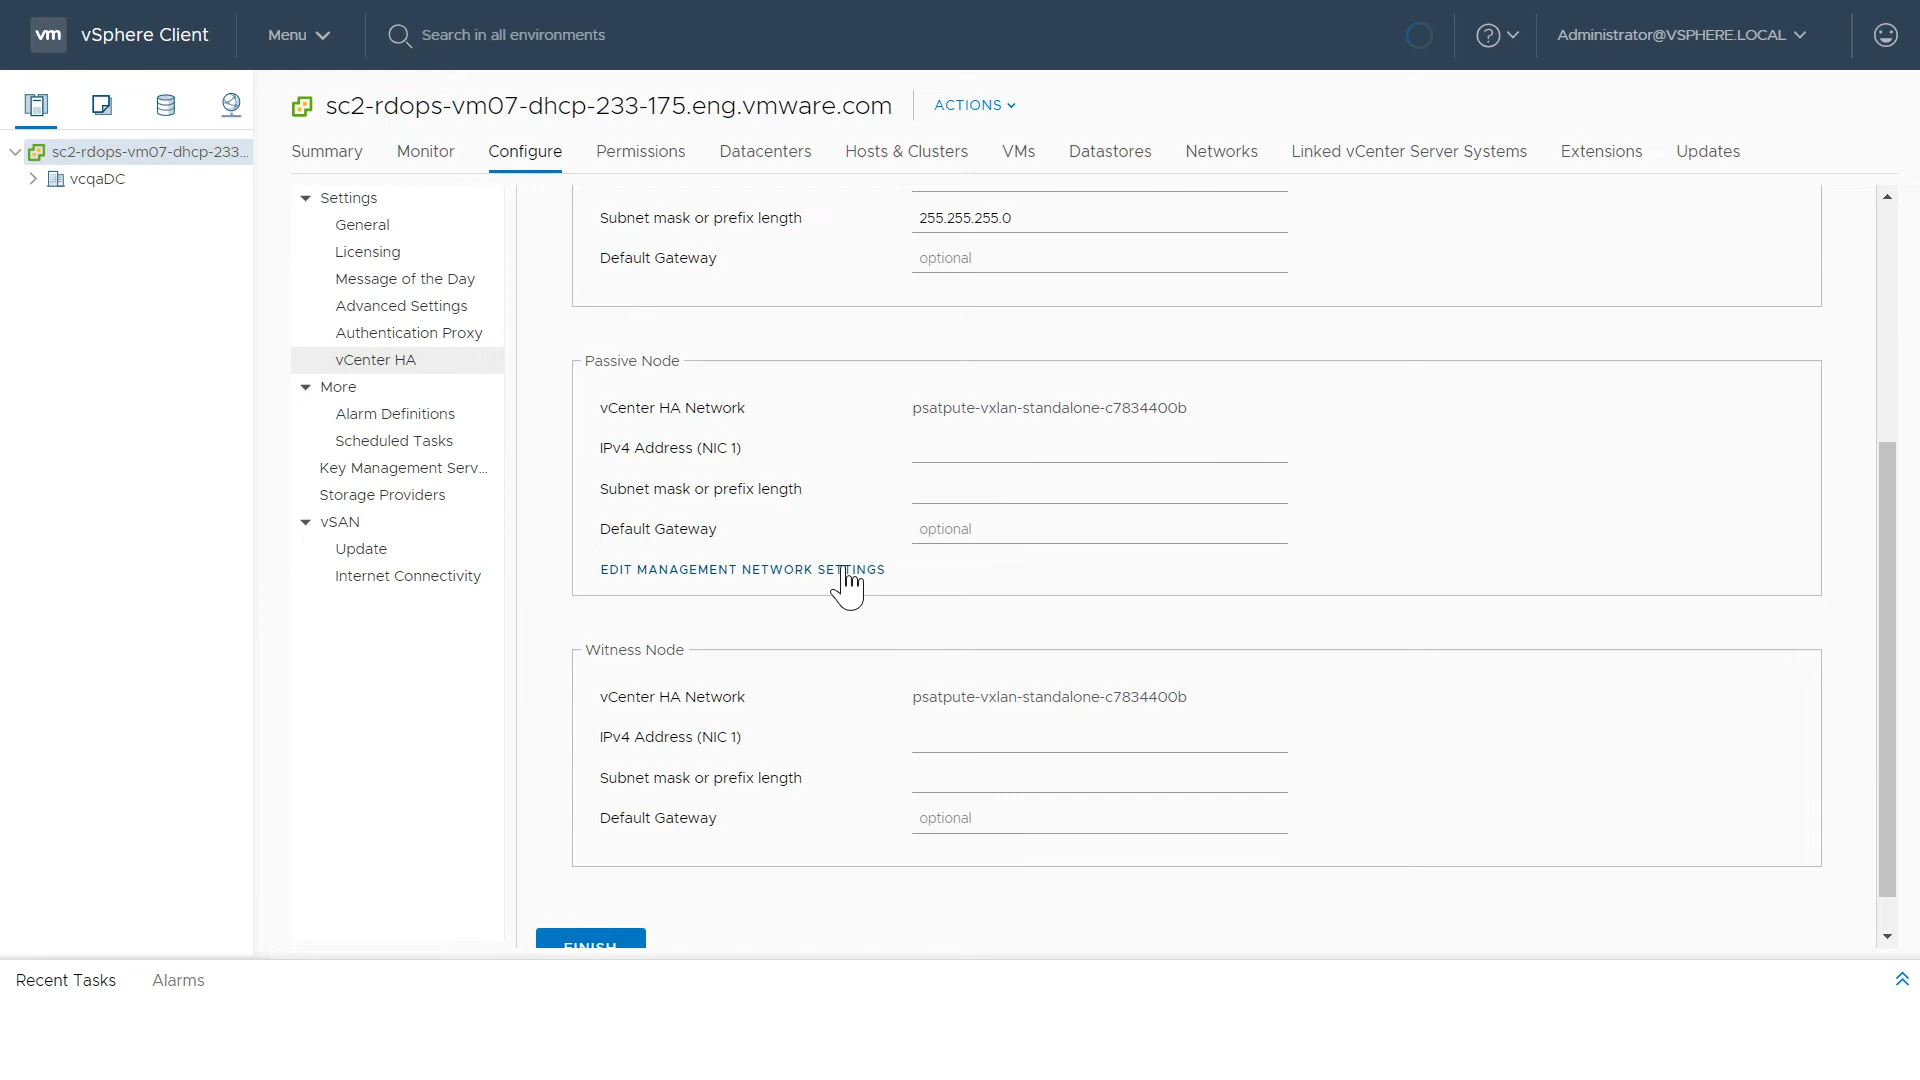 vm vSphere Client Menu Search in all environments Administrator@VSPHERE.LOCAL
sc2-rdops-vm07-dhcp-233-175.eng.vmware.com ACTIONS
sc2-rdops-vm07-dhcp-233...
vcqaDC
Summary Monitor Configure Permissions Datacenters Hosts & Clusters VMs Datastores Networks Linked vCenter Server Systems Extensions Updates
Settings
General
Licensing
Message of the Day
Advanced Settings
Authentication Proxy
vCenter HA
More
Alarm Definitions
Scheduled Tasks
Key Management Serv...
Storage Providers
vSAN
Update
Internet Connectivity
Subnet mask or prefix length 255.255.255.0
Default Gateway optional
Passive Node
vCenter HA Network psatpute-vxlan-standalone-c7834400b
IPv4 Address (NIC 1)
Subnet mask or prefix length
Default Gateway optional
EDIT MANAGEMENT NETWORK SETTINGS
Witness Node
vCenter HA Network psatpute-vxlan-standalone-c7834400b
IPv4 Address (NIC 1)
Subnet mask or prefix length
Default Gateway optional
FINISH
Recent Tasks Alarms